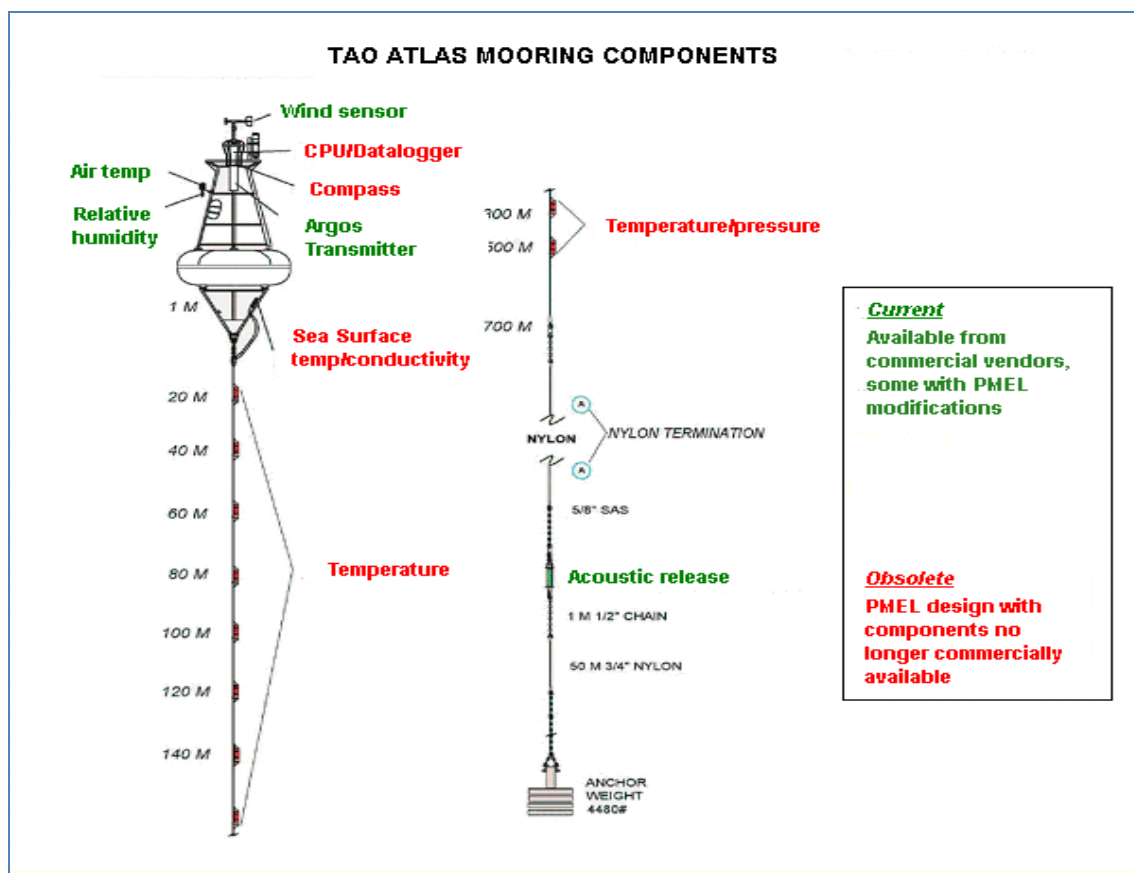 TAO ATLAS MOORING COMPONENTS
Wind sensor
CPU/Datalogger
Air temp
Compass
Relative
humidity
Argos
Transmitter
1 M
Sea Surface
temp/conductivity
20 M
40 M
60 M
80 M
Temperature
100 M
120 M
140 M
300 M
Temperature/pressure
500 M
700 M
A
NYLON
NYLON TERMINATION
A
5/8" SAS
Acoustic release
1 M 1/2" CHAIN
50 M 3/4" NYLON
ANCHOR
WEIGHT
4480#
Current
Available from
commercial vendors,
some with PMEL
modifications
Obsolete
PMEL design with
components no
longer commercially
available